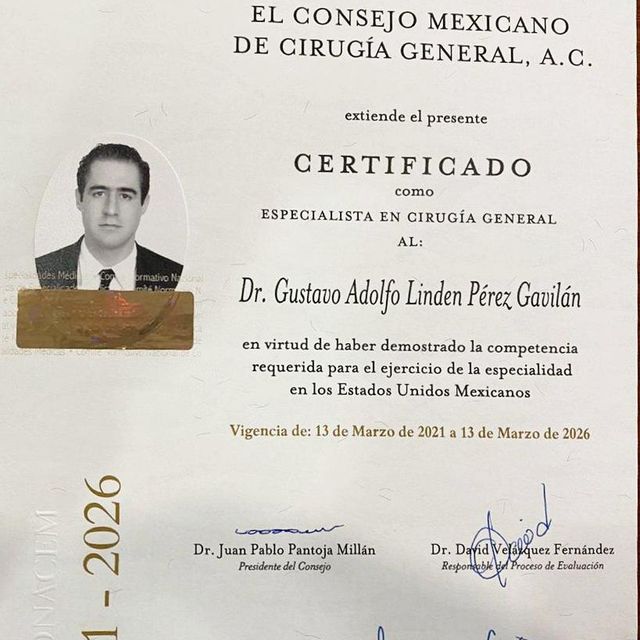 EL CONSEJO MEXICANO
DE CIRUGÍA GENERAL, A.C.
extiende el presente
CERTIFICADO
como
ESPECIALISTA EN CIRUGÍA GENERAL
AL:
Dr. Gustavo Adolfo Linden Pérez Gavilán
en virtud de haber demostrado la competencia
requerida para el ejercicio de la especialidad
en los Estados Unidos Mexicanos
Vigencia de: 13 de Marzo de 2021 a 13 de Marzo de 2026
Dr. Juan Pablo Pantoja Millán
Presidente del Consejo
Dr. David Velázquez Fernández
Responsable del Proceso de Evaluación
1 - 2026
ONACEM